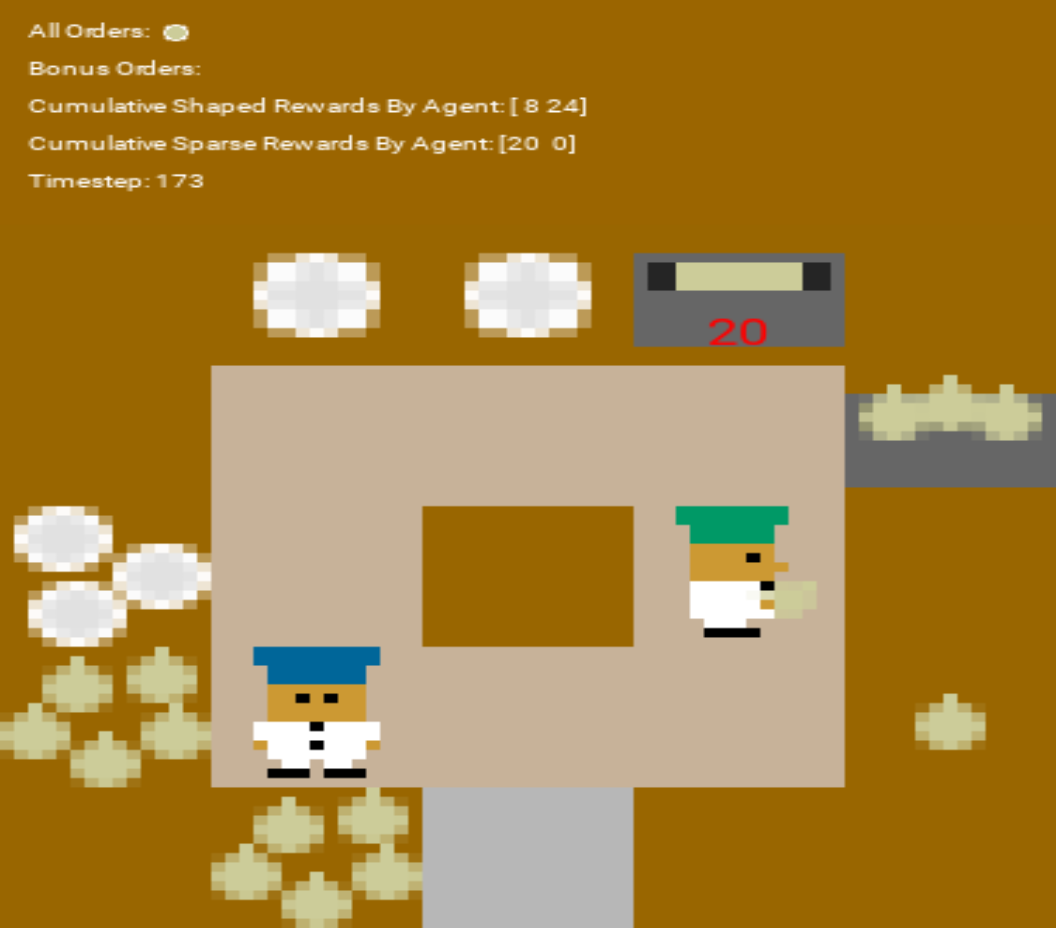 All Orders:
Bonus Orders:
Cumulative Shaped Rewards By Agent: [ 8 24]
Cumulative Sparse Rewards By Agent: [20  0]
Timestep: 173
20